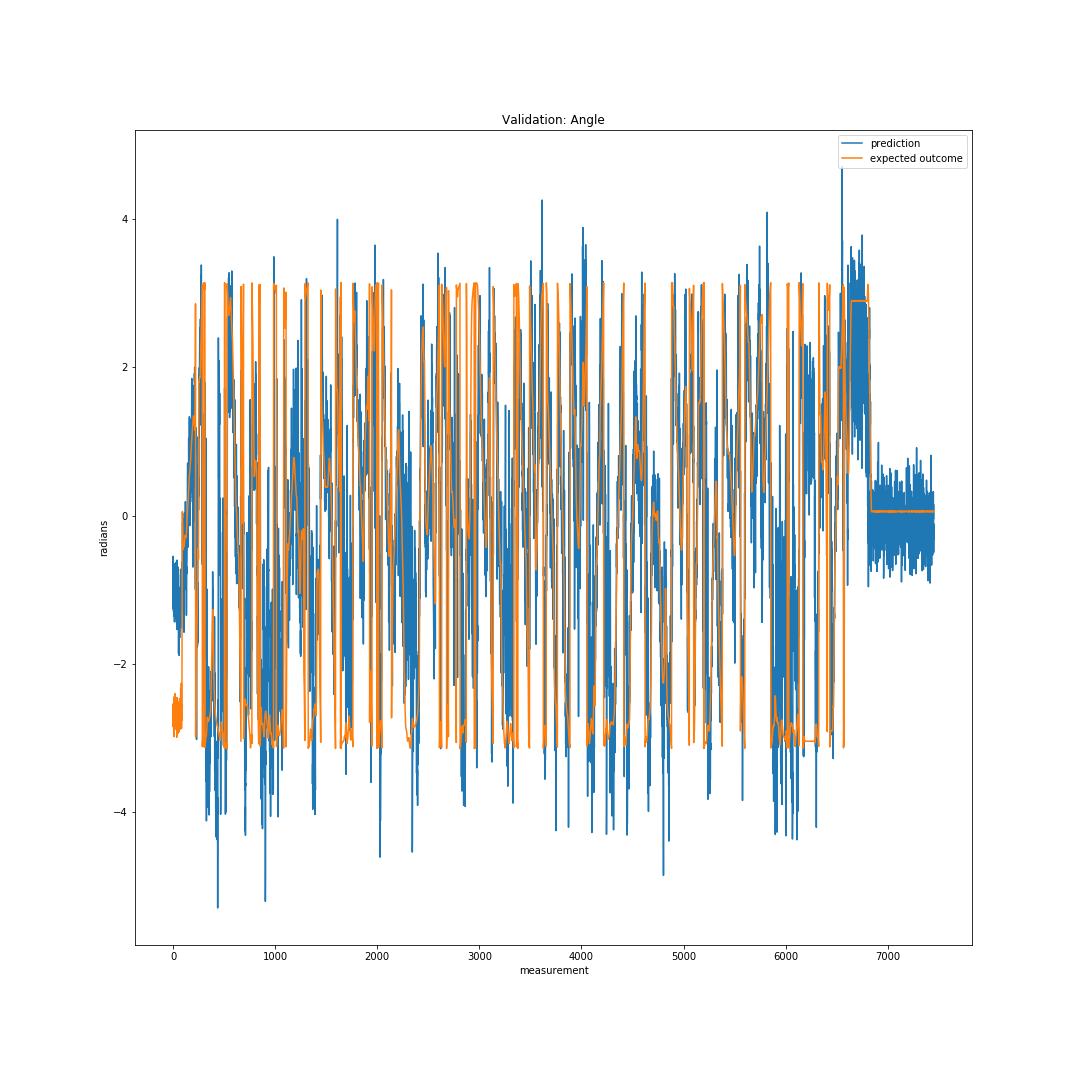 Validation: Angle
prediction
expected outcome
4
2
0
−2
−4
radians
0 1000 2000 3000 4000 5000 6000 7000
measurement